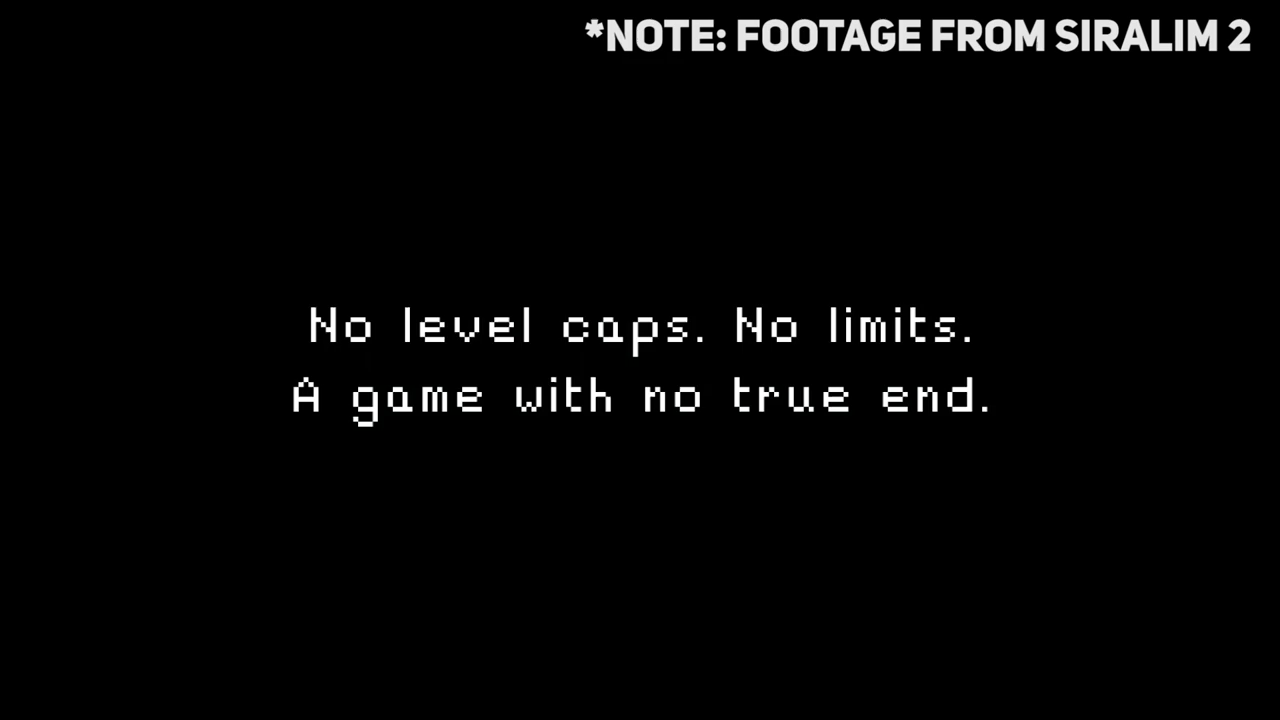 *NOTE: FOOTAGE FROM SIRALIM 2
No level caps. No limits.
A game with no true end.